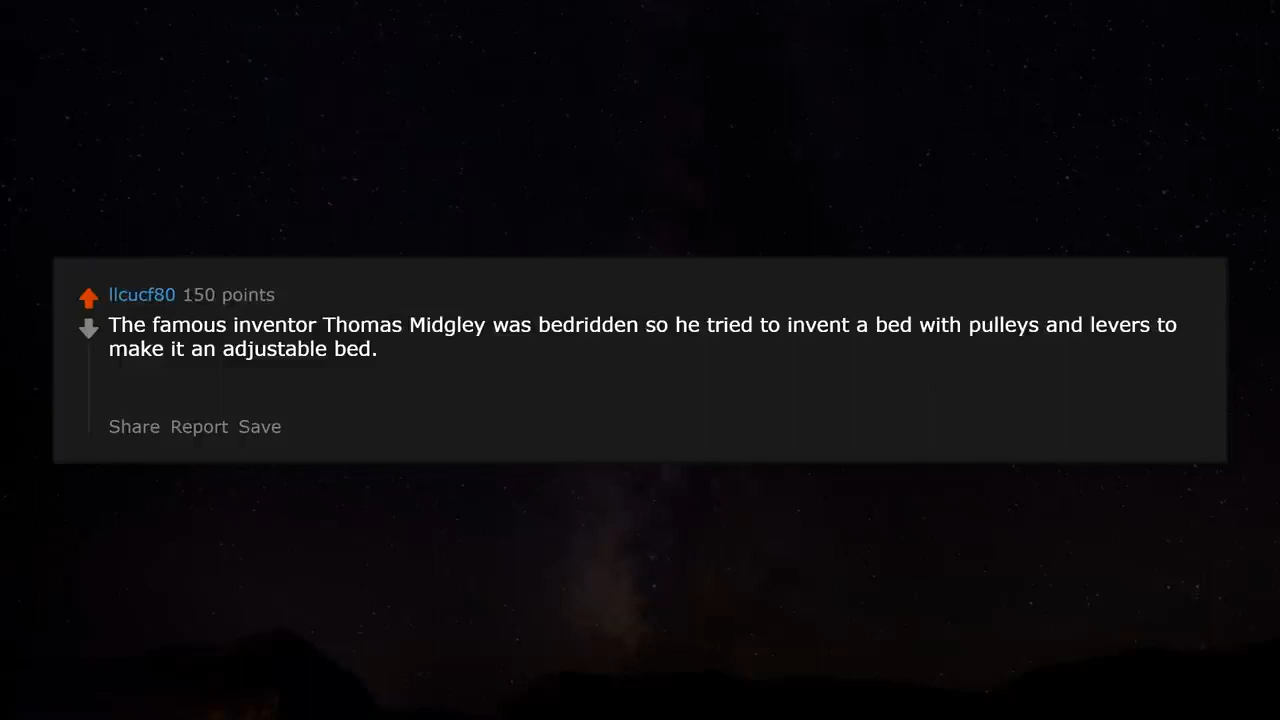 llcucf80 150 points
The famous inventor Thomas Midgley was bedridden so he tried to invent a bed with pulleys and levers to
make it an adjustable bed.
Share Report Save